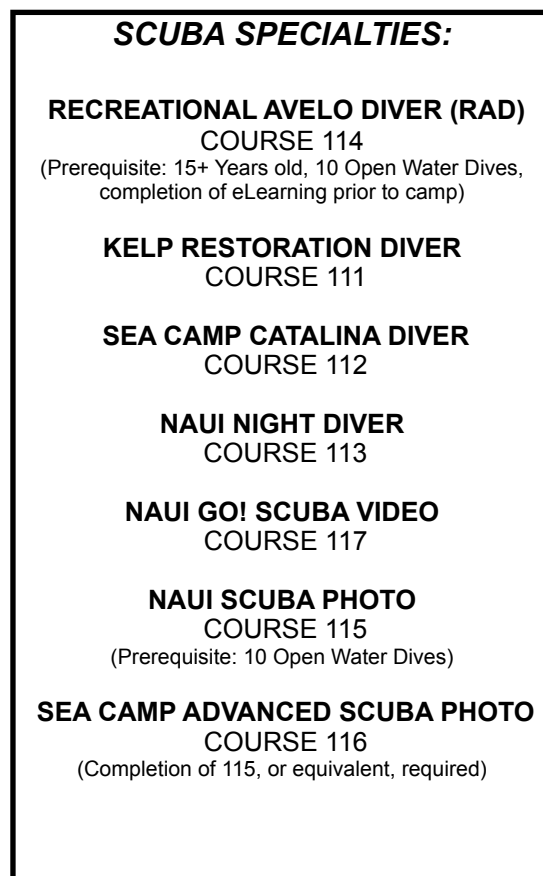 SCUBA SPECIALTIES:
RECREATIONAL AVELO DIVER (RAD)
COURSE 114
(Prerequisite: 15+ Years old, 10 Open Water Dives,
completion of eLearning prior to camp)
KELP RESTORATION DIVER
COURSE 111
SEA CAMP CATALINA DIVER
COURSE 112
NAUI NIGHT DIVER
COURSE 113
NAUI GO! SCUBA VIDEO
COURSE 117
NAUI SCUBA PHOTO
COURSE 115
(Prerequisite: 10 Open Water Dives)
SEA CAMP ADVANCED SCUBA PHOTO
COURSE 116
(Completion of 115, or equivalent, required)